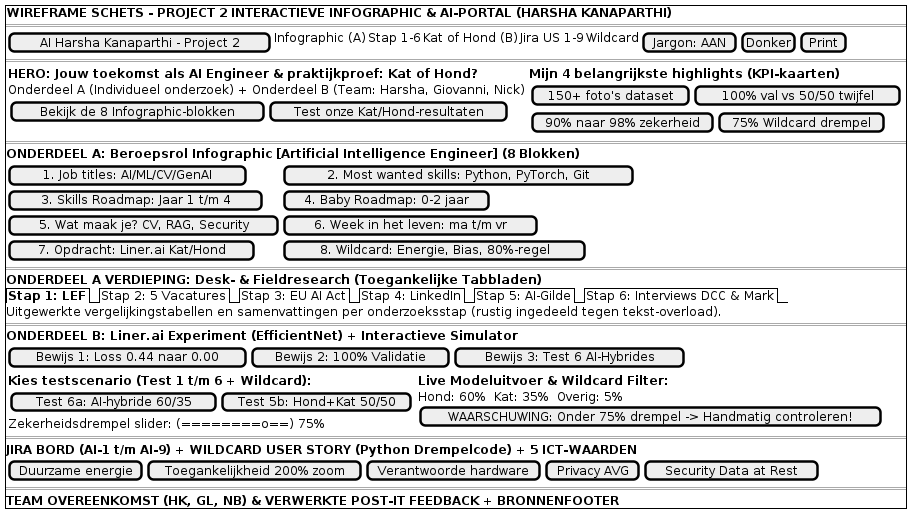 WIREFRAME SCHETS - PROJECT 2 INTERACTIEVE INFOGRAPHIC & AI-PORTAL (HARSHA KANAPARTHI)
AI Harsha Kanaparthi - Project 2 Infographic (A) Stap 1-6 Kat of Hond (B) Jira US 1-9 Wildcard Jargon: AAN Donker Print
HERO: Jouw toekomst als AI Engineer & praktijkproef: Kat of Hond?
Onderdeel A (Individueel onderzoek) + Onderdeel B (Team: Harsha, Giovanni, Nick)
Bekijk de 8 Infographic-blokken Test onze Kat/Hond-resultaten
Mijn 4 belangrijkste highlights (KPI-kaarten)
150+ foto's dataset 100% val vs 50/50 twijfel
90% naar 98% zekerheid 75% Wildcard drempel
ONDERDEEL A: Beroepsrol Infographic [Artificial Intelligence Engineer] (8 Blokken)
1. Job titles: AI/ML/CV/GenAI 2. Most wanted skills: Python, PyTorch, Git
3. Skills Roadmap: Jaar 1 t/m 4 4. Baby Roadmap: 0-2 jaar
5. Wat maak je? CV, RAG, Security 6. Week in het leven: ma t/m vr
7. Opdracht: Liner.ai Kat/Hond 8. Wildcard: Energie, Bias, 80%-regel
ONDERDEEL A VERDIEPING: Desk- & Fieldresearch (Toegankelijke Tabbladen)
Stap 1: LEF Stap 2: 5 Vacatures Stap 3: EU AI Act Stap 4: LinkedIn Stap 5: AI-Gilde Stap 6: Interviews DCC & Mark
Uitgewerkte vergelijkingstabellen en samenvattingen per onderzoeksstap (rustig ingedeeld tegen tekst-overload).
ONDERDEEL B: Liner.ai Experiment (EfficientNet) + Interactieve Simulator
Bewijs 1: Loss 0.44 naar 0.00 Bewijs 2: 100% Validatie Bewijs 3: Test 6 AI-Hybrides
Kies testscenario (Test 1 t/m 6 + Wildcard):
Test 6a: AI-hybride 60/35 Test 5b: Hond+Kat 50/50
Zekerheidsdrempel slider: (========o==) 75%
Live Modeluitvoer & Wildcard Filter:
Hond: 60% Kat: 35% Overig: 5%
WAARSCHUWING: Onder 75% drempel -> Handmatig controleren!
JIRA BORD (AI-1 t/m AI-9) + WILDCARD USER STORY (Python Drempelcode) + 5 ICT-WAARDEN
Duurzame energie Toegankelijkheid 200% zoom Verantwoorde hardware Privacy AVG Security Data at Rest
TEAM OVEREENKOMST (HK, GL, NB) & VERWERKTE POST-IT FEEDBACK + BRONNENFOOTER